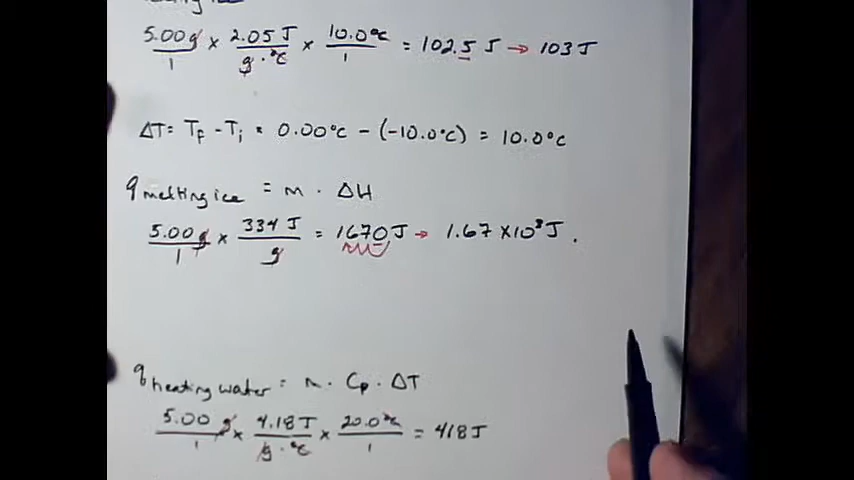 5.00g/1 × 2.05 J/g·°C × 10.0°C/1 = 102.5 J → 103 J
ΔT = Tf - Ti = 0.00°C - (-10.0°C) = 10.0°C
q melting ice = m · ΔH
5.00 g/1 × 334 J/g = 1670 J → 1.67 × 10³ J .
q heating water = m · Cp · ΔT
5.00 g/1 × 4.18 J/g·°C × 20.0°C/1 = 418 J